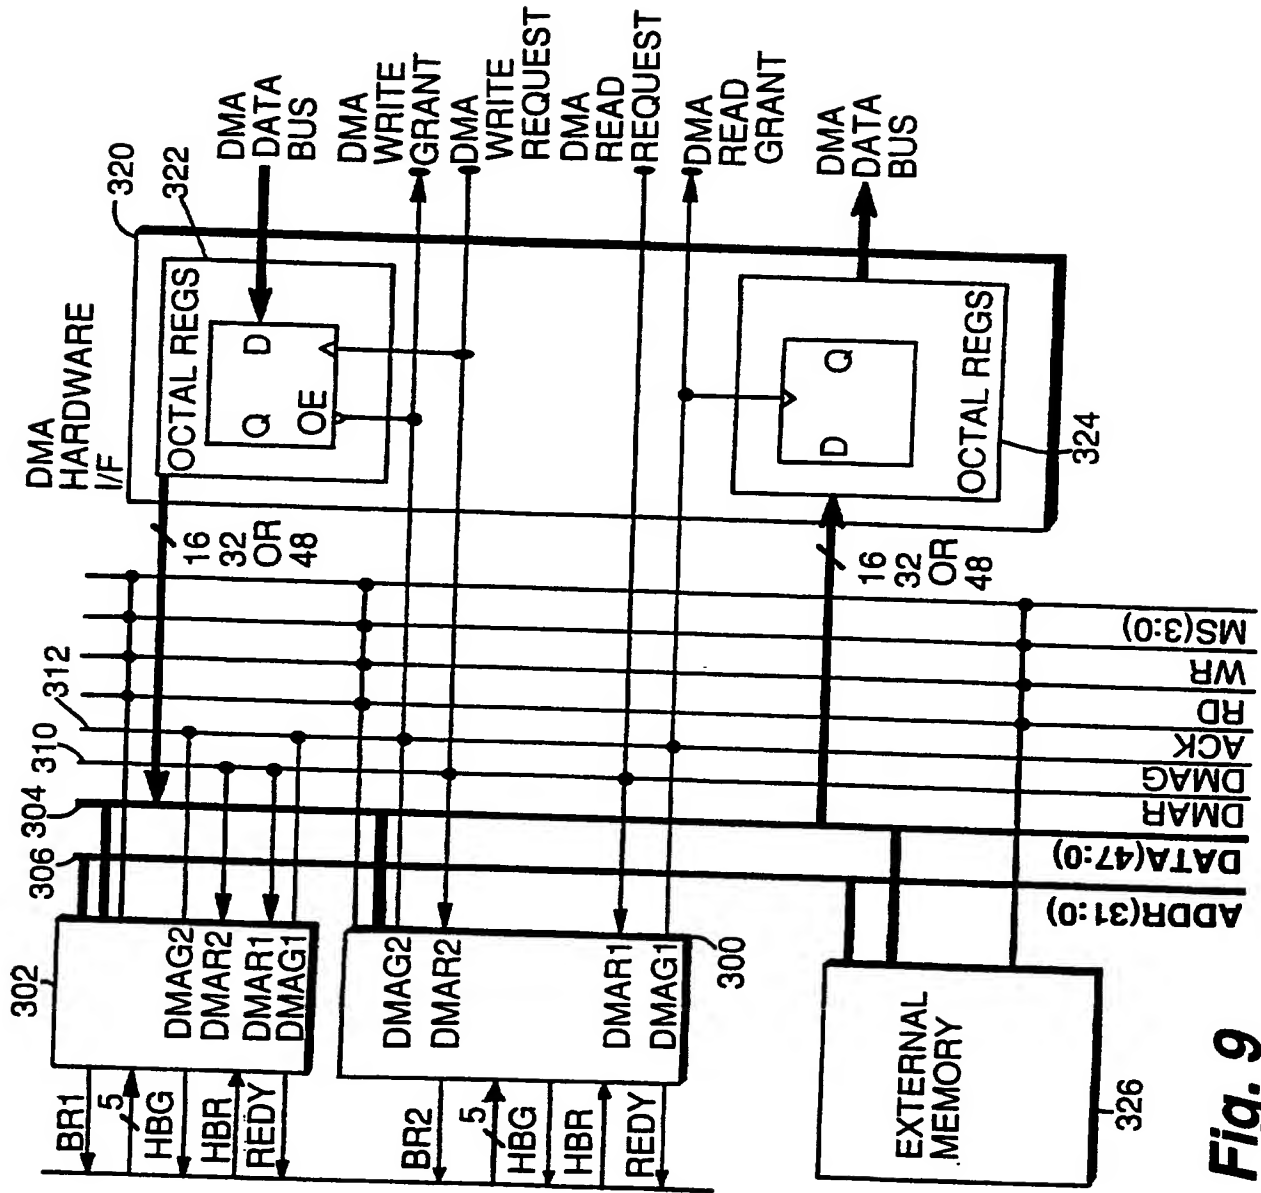 DMA
HARDWARE
I/F
320
322
OCTAL REGS
Q
D
OE
DMA
DATA
BUS
DMA
WRITE
GRANT
DMA
WRITE
REQUEST
DMA
READ
REQUEST
DMA
READ
GRANT
DMA
DATA
BUS
D
Q
OCTAL REGS
324
16
32
OR
48
16
32
OR
48
312
310
304
306
MS(3:0)
WR
RD
ACK
DMAG
DMAR
DATA(47:0)
ADDR(31:0)
302
DMAG2
DMAR2
DMAR1
DMAG1
BR1
5
HBG
HBR
REDY
300
DMAG2
DMAR2
DMAR1
DMAG1
BR2
5
HBG
HBR
REDY
EXTERNAL
MEMORY
326
Fig. 9